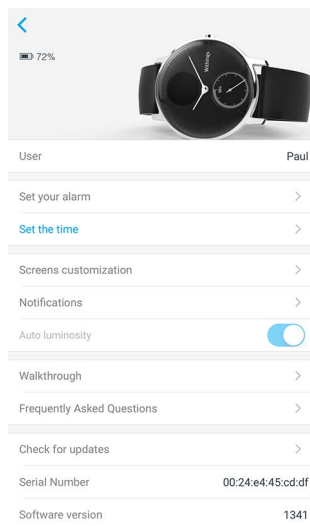 72%
Withings
User Paul
Set your alarm
Set the time
Screens customization
Notifications
Auto luminosity
Walkthrough
Frequently Asked Questions
Check for updates
Serial Number 00:24:e4:45:cd:df
Software version 1341